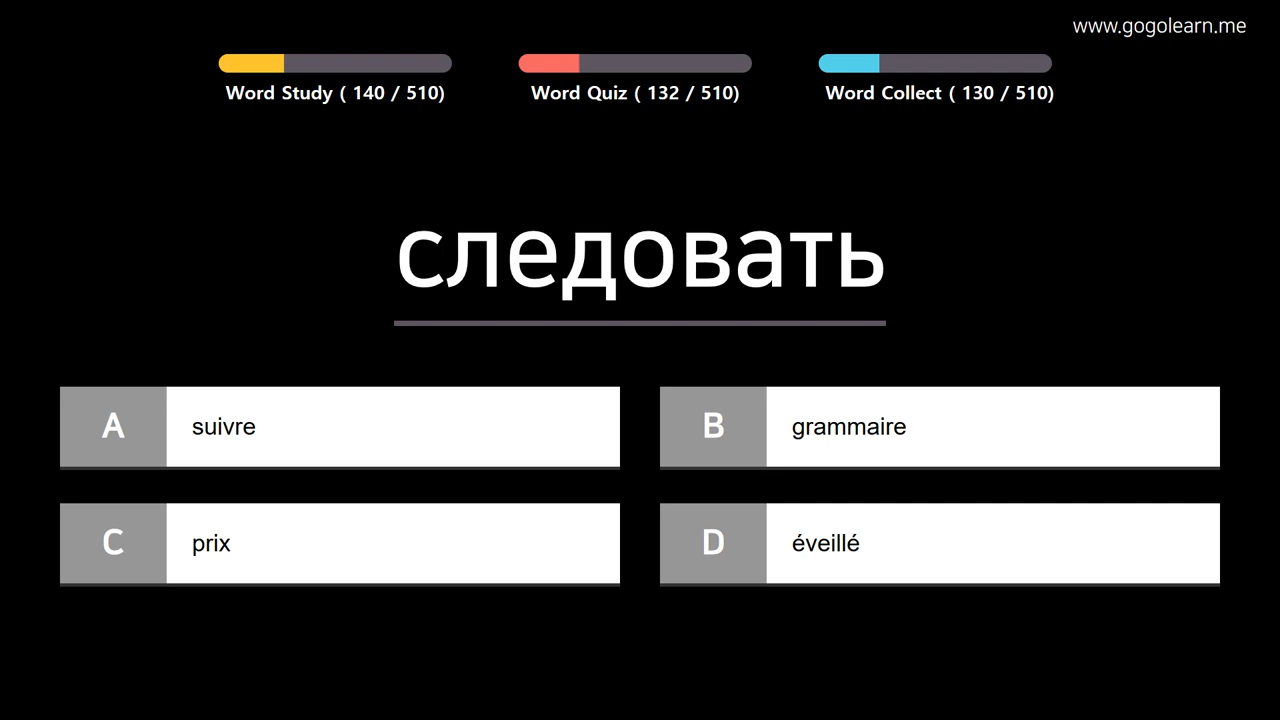 www.gogolearn.me
Word Study ( 140 / 510)
Word Quiz ( 132 / 510)
Word Collect ( 130 / 510)
следовать
A suivre
B grammaire
C prix
D éveillé